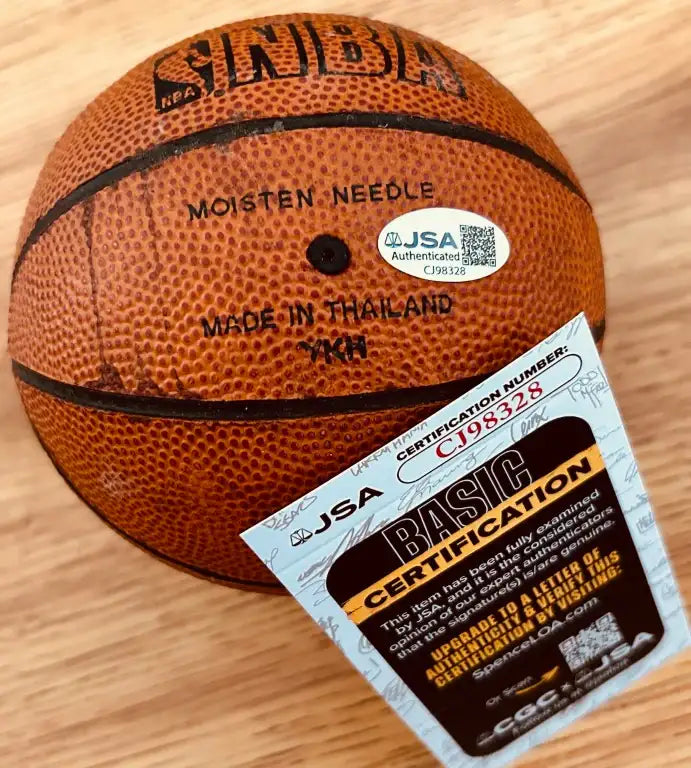 NBA
NBA
MOISTEN NEEDLE
MADE IN THAILAND
YKH
JSA
Authenticated
CJ98328
CERTIFICATION NUMBER:
CJ98328
JSA
BASIC
CERTIFICATION
This item has been fully examined
by JSA, and it is the considered
opinion of our expert authenticators
that the signature(s) is/are genuine.
UPGRADE TO A LETTER OF
AUTHENTICITY & VERIFY THIS
CERTIFICATION BY VISITING:
SpenceLOA.com
Or Scan
CGC x JSA